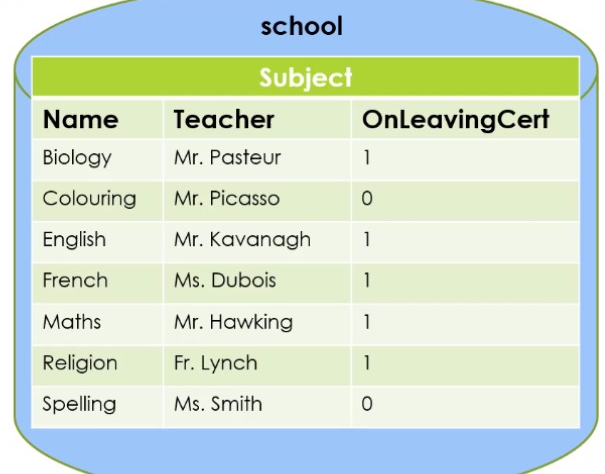 school
Subject
Name Teacher OnLeavingCert
Biology Mr. Pasteur 1
Colouring Mr. Picasso 0
English Mr. Kavanagh 1
French Ms. Dubois 1
Maths Mr. Hawking 1
Religion Fr. Lynch 1
Spelling Ms. Smith 0